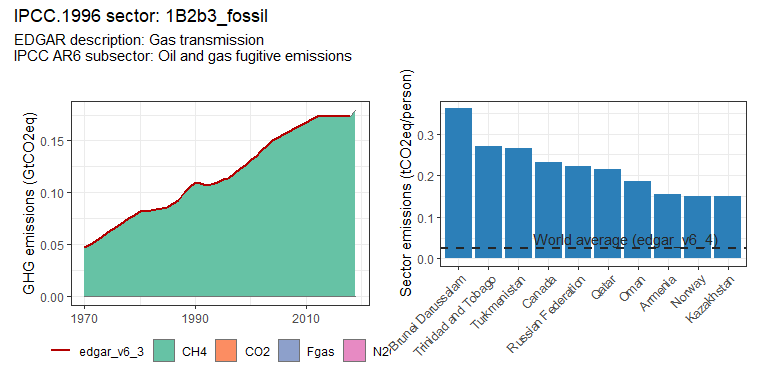 IPCC.1996 sector: 1B2b3_fossil
EDGAR description: Gas transmission
IPCC AR6 subsector: Oil and gas fugitive emissions
GHG emissions (GtCO2eq)
0.15
0.10
0.05
0.00
1970
1990
2010
edgar_v6_3
CH4
CO2
Fgas
N2
Sector emissions (tCO2eq/person)
0.3
0.2
0.1
0.0
World average (edgar_v6_4)
Brunei Darussalam
Trinidad and Tobago
Turkmenistan
Canada
Russian Federation
Qatar
Oman
Armenia
Norway
Kazakhstan